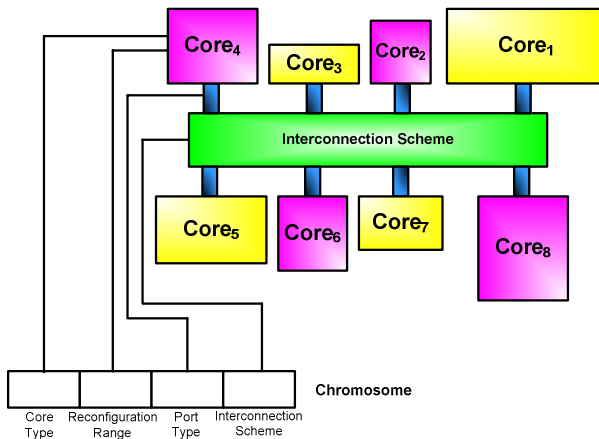 Core4
Core3
Core2
Core1
Interconnection Scheme
Core5
Core6
Core7
Core8
Chromosome
Core Type
Reconfiguration Range
Port Type
Interconnection Scheme